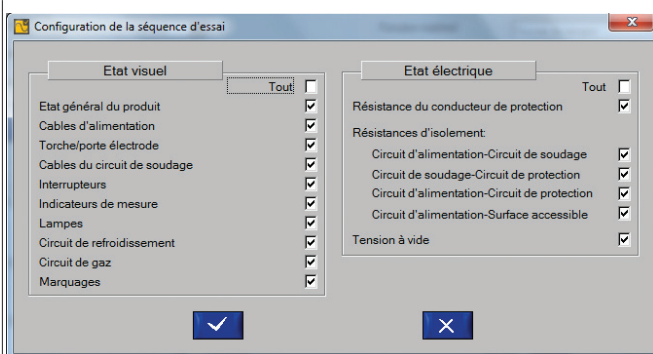 Configuration de la séquence d'essai
Etat visuel
Tout
Etat général du produit
Cables d'alimentation
Torche/porte électrode
Cables du circuit de soudage
Interrupteurs
Indicateurs de mesure
Lampes
Circuit de refroidissement
Circuit de gaz
Marquages
Etat électrique
Tout
Résistance du conducteur de protection
Résistances d'isolement:
Circuit d'alimentation-Circuit de soudage
Circuit de soudage-Circuit de protection
Circuit d'alimentation-Circuit de protection
Circuit d'alimentation-Surface accessible
Tension à vide